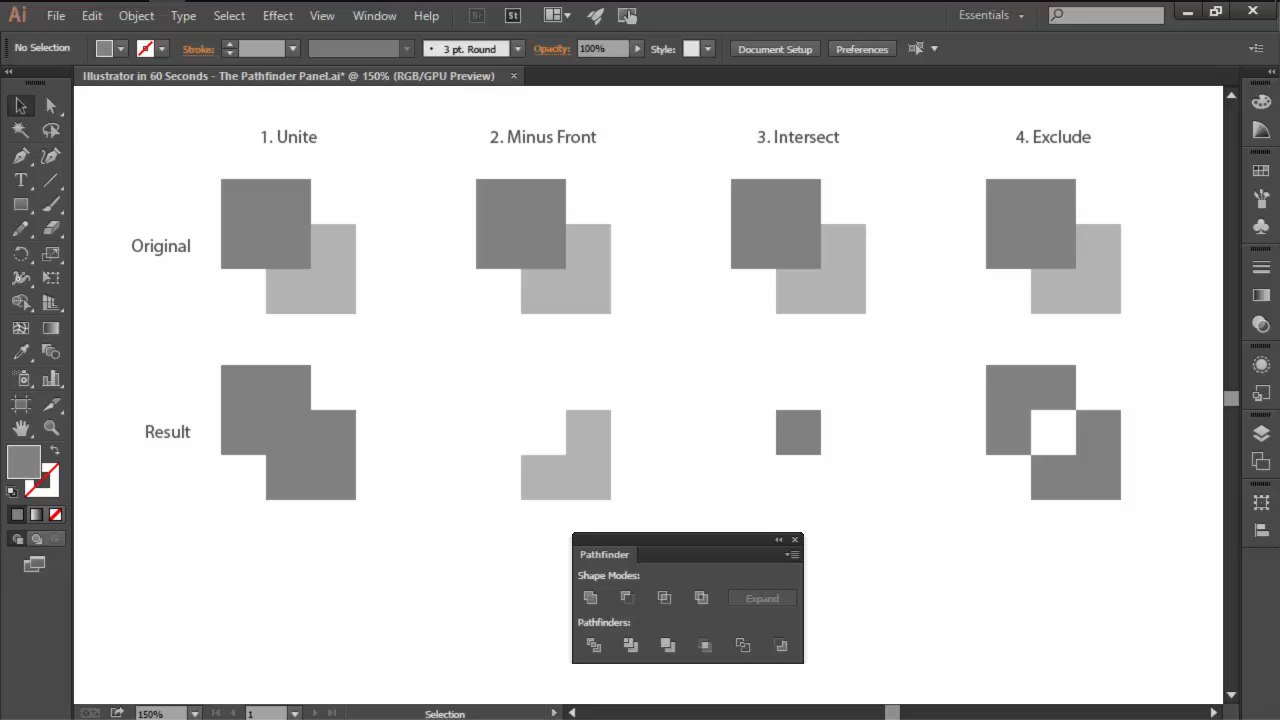 Ai File Edit Object Type Select Effect View Window Help Br St Essentials
No Selection Stroke: 3 pt. Round Opacity: 100% Style: Document Setup Preferences
Illustrator in 60 Seconds - The Pathfinder Panel.ai* @ 150% (RGB/GPU Preview)
1. Unite 2. Minus Front 3. Intersect 4. Exclude
Original
Result
Pathfinder
Shape Modes:
Expand
Pathfinders:
150% 1 Selection